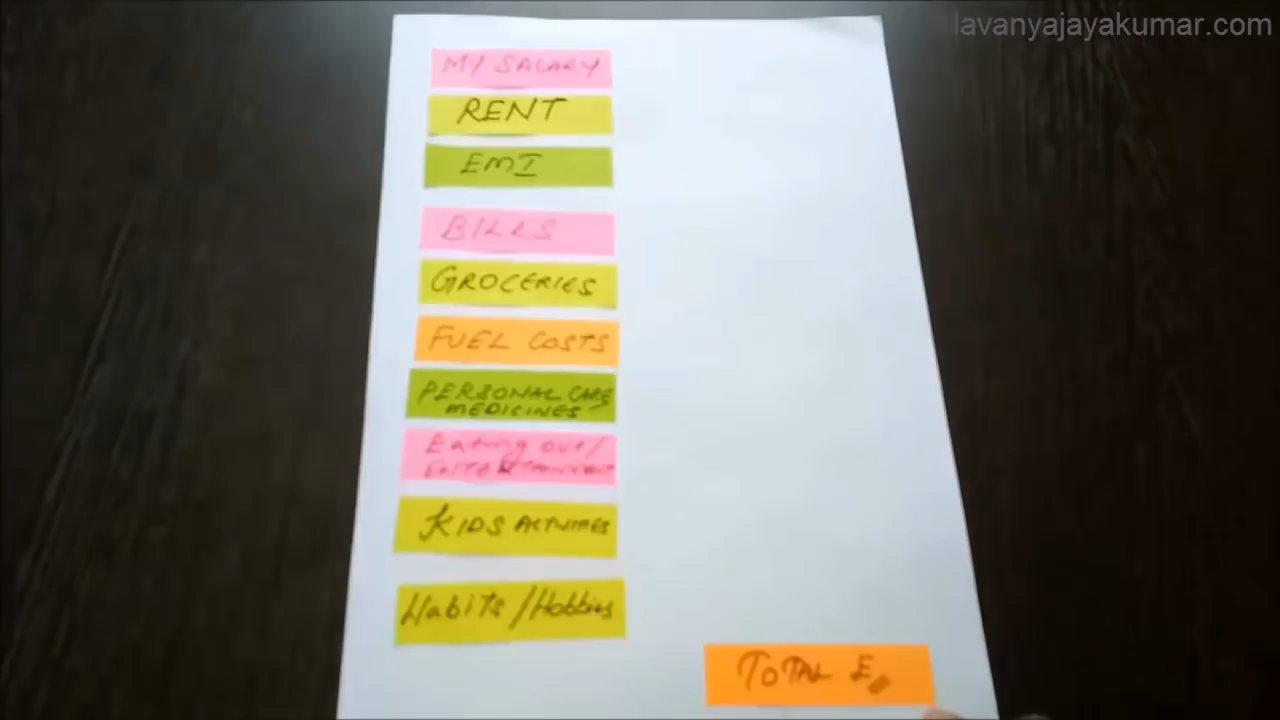 lavanyajayakumar.com
MY SALARY
RENT
EMI
BILLS
GROCERIES
FUEL COSTS
PERSONAL CARE
MEDICINES
Eating out/
KIDS ACTIVITIES
Habits/Hobbies
TOTAL E